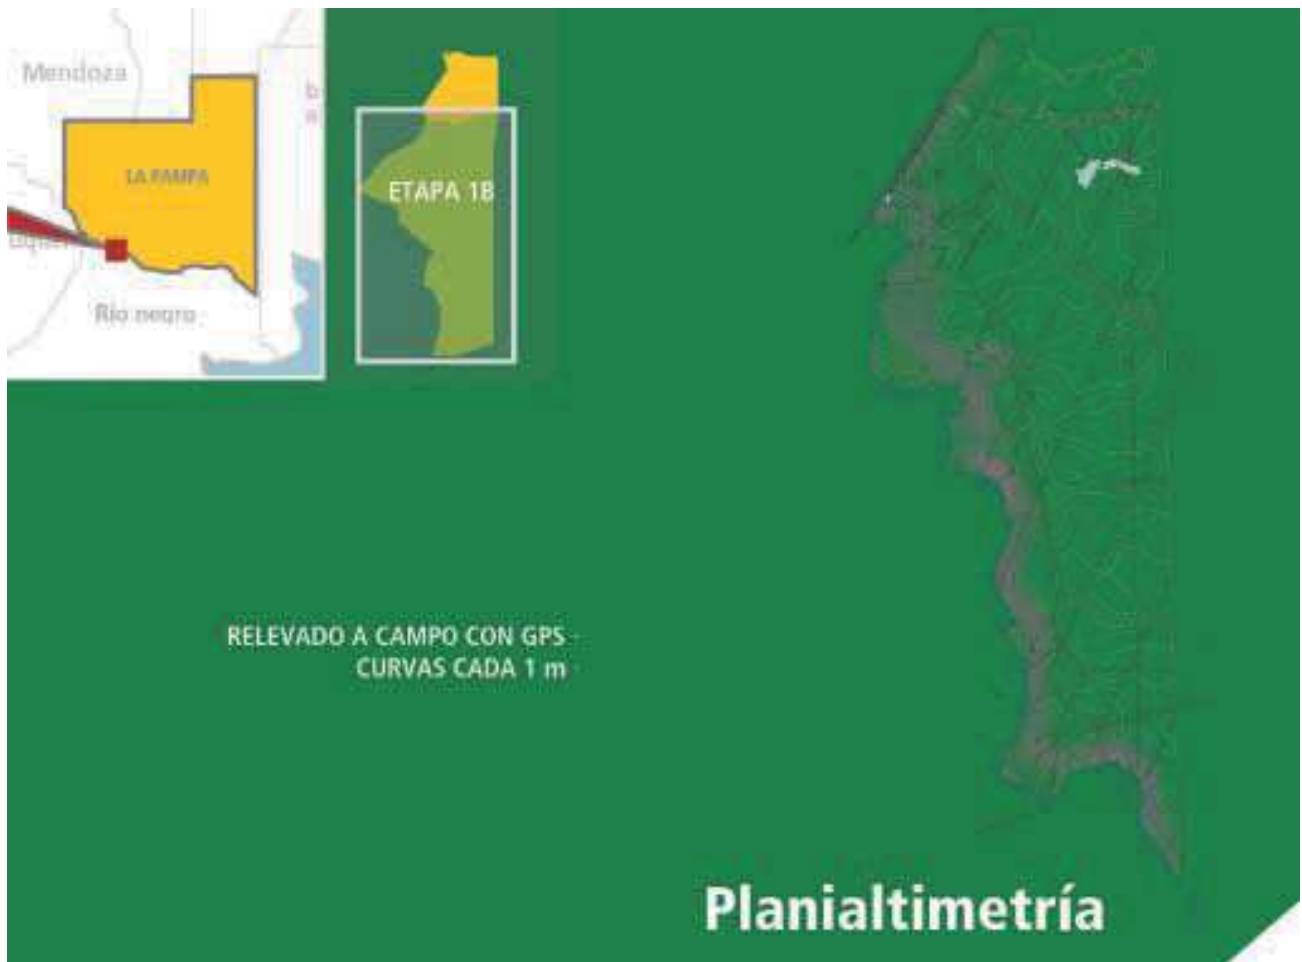 Mendoza
LA PAMPA
Río negro
ETAPA 1B
RELEVADO A CAMPO CON GPS
CURVAS CADA 1 m
Planialtimetría